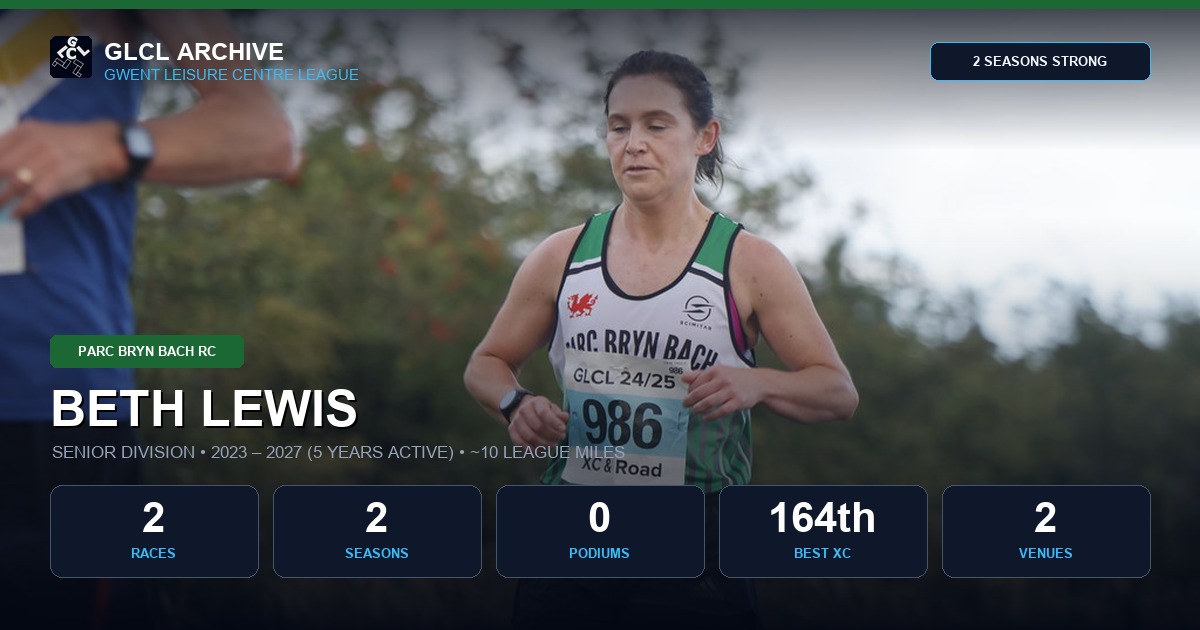 GLCL ARCHIVE
GWENT LEISURE CENTRE LEAGUE
2 SEASONS STRONG
SCIMITAR
PARC BRYN BACH
986
GLCL 24/25
986
XC & Road
PARC BRYN BACH RC
BETH LEWIS
SENIOR DIVISION • 2023 – 2027 (5 YEARS ACTIVE) • ~10 LEAGUE MILES
2
RACES
2
SEASONS
0
PODIUMS
164th
BEST XC
2
VENUES